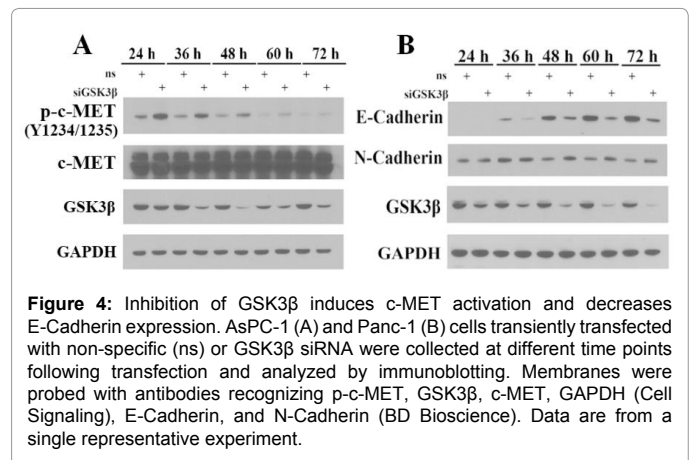 A B
24 h 36 h 48 h 60 h 72 h
24 h 36 h 48 h 60 h 72 h
ns + + + + +
siGSK3β + + + + +
ns + + + + +
siGSK3β + + + + +
p-c-MET
(Y1234/1235)
c-MET
GSK3β
GAPDH
E-Cadherin
N-Cadherin
GSK3β
GAPDH
Figure 4: Inhibition of GSK3β induces c-MET activation and decreases
E-Cadherin expression. AsPC-1 (A) and Panc-1 (B) cells transiently transfected
with non-specific (ns) or GSK3β siRNA were collected at different time points
following transfection and analyzed by immunoblotting. Membranes were
probed with antibodies recognizing p-c-MET, GSK3β, c-MET, GAPDH (Cell
Signaling), E-Cadherin, and N-Cadherin (BD Bioscience). Data are from a
single representative experiment.